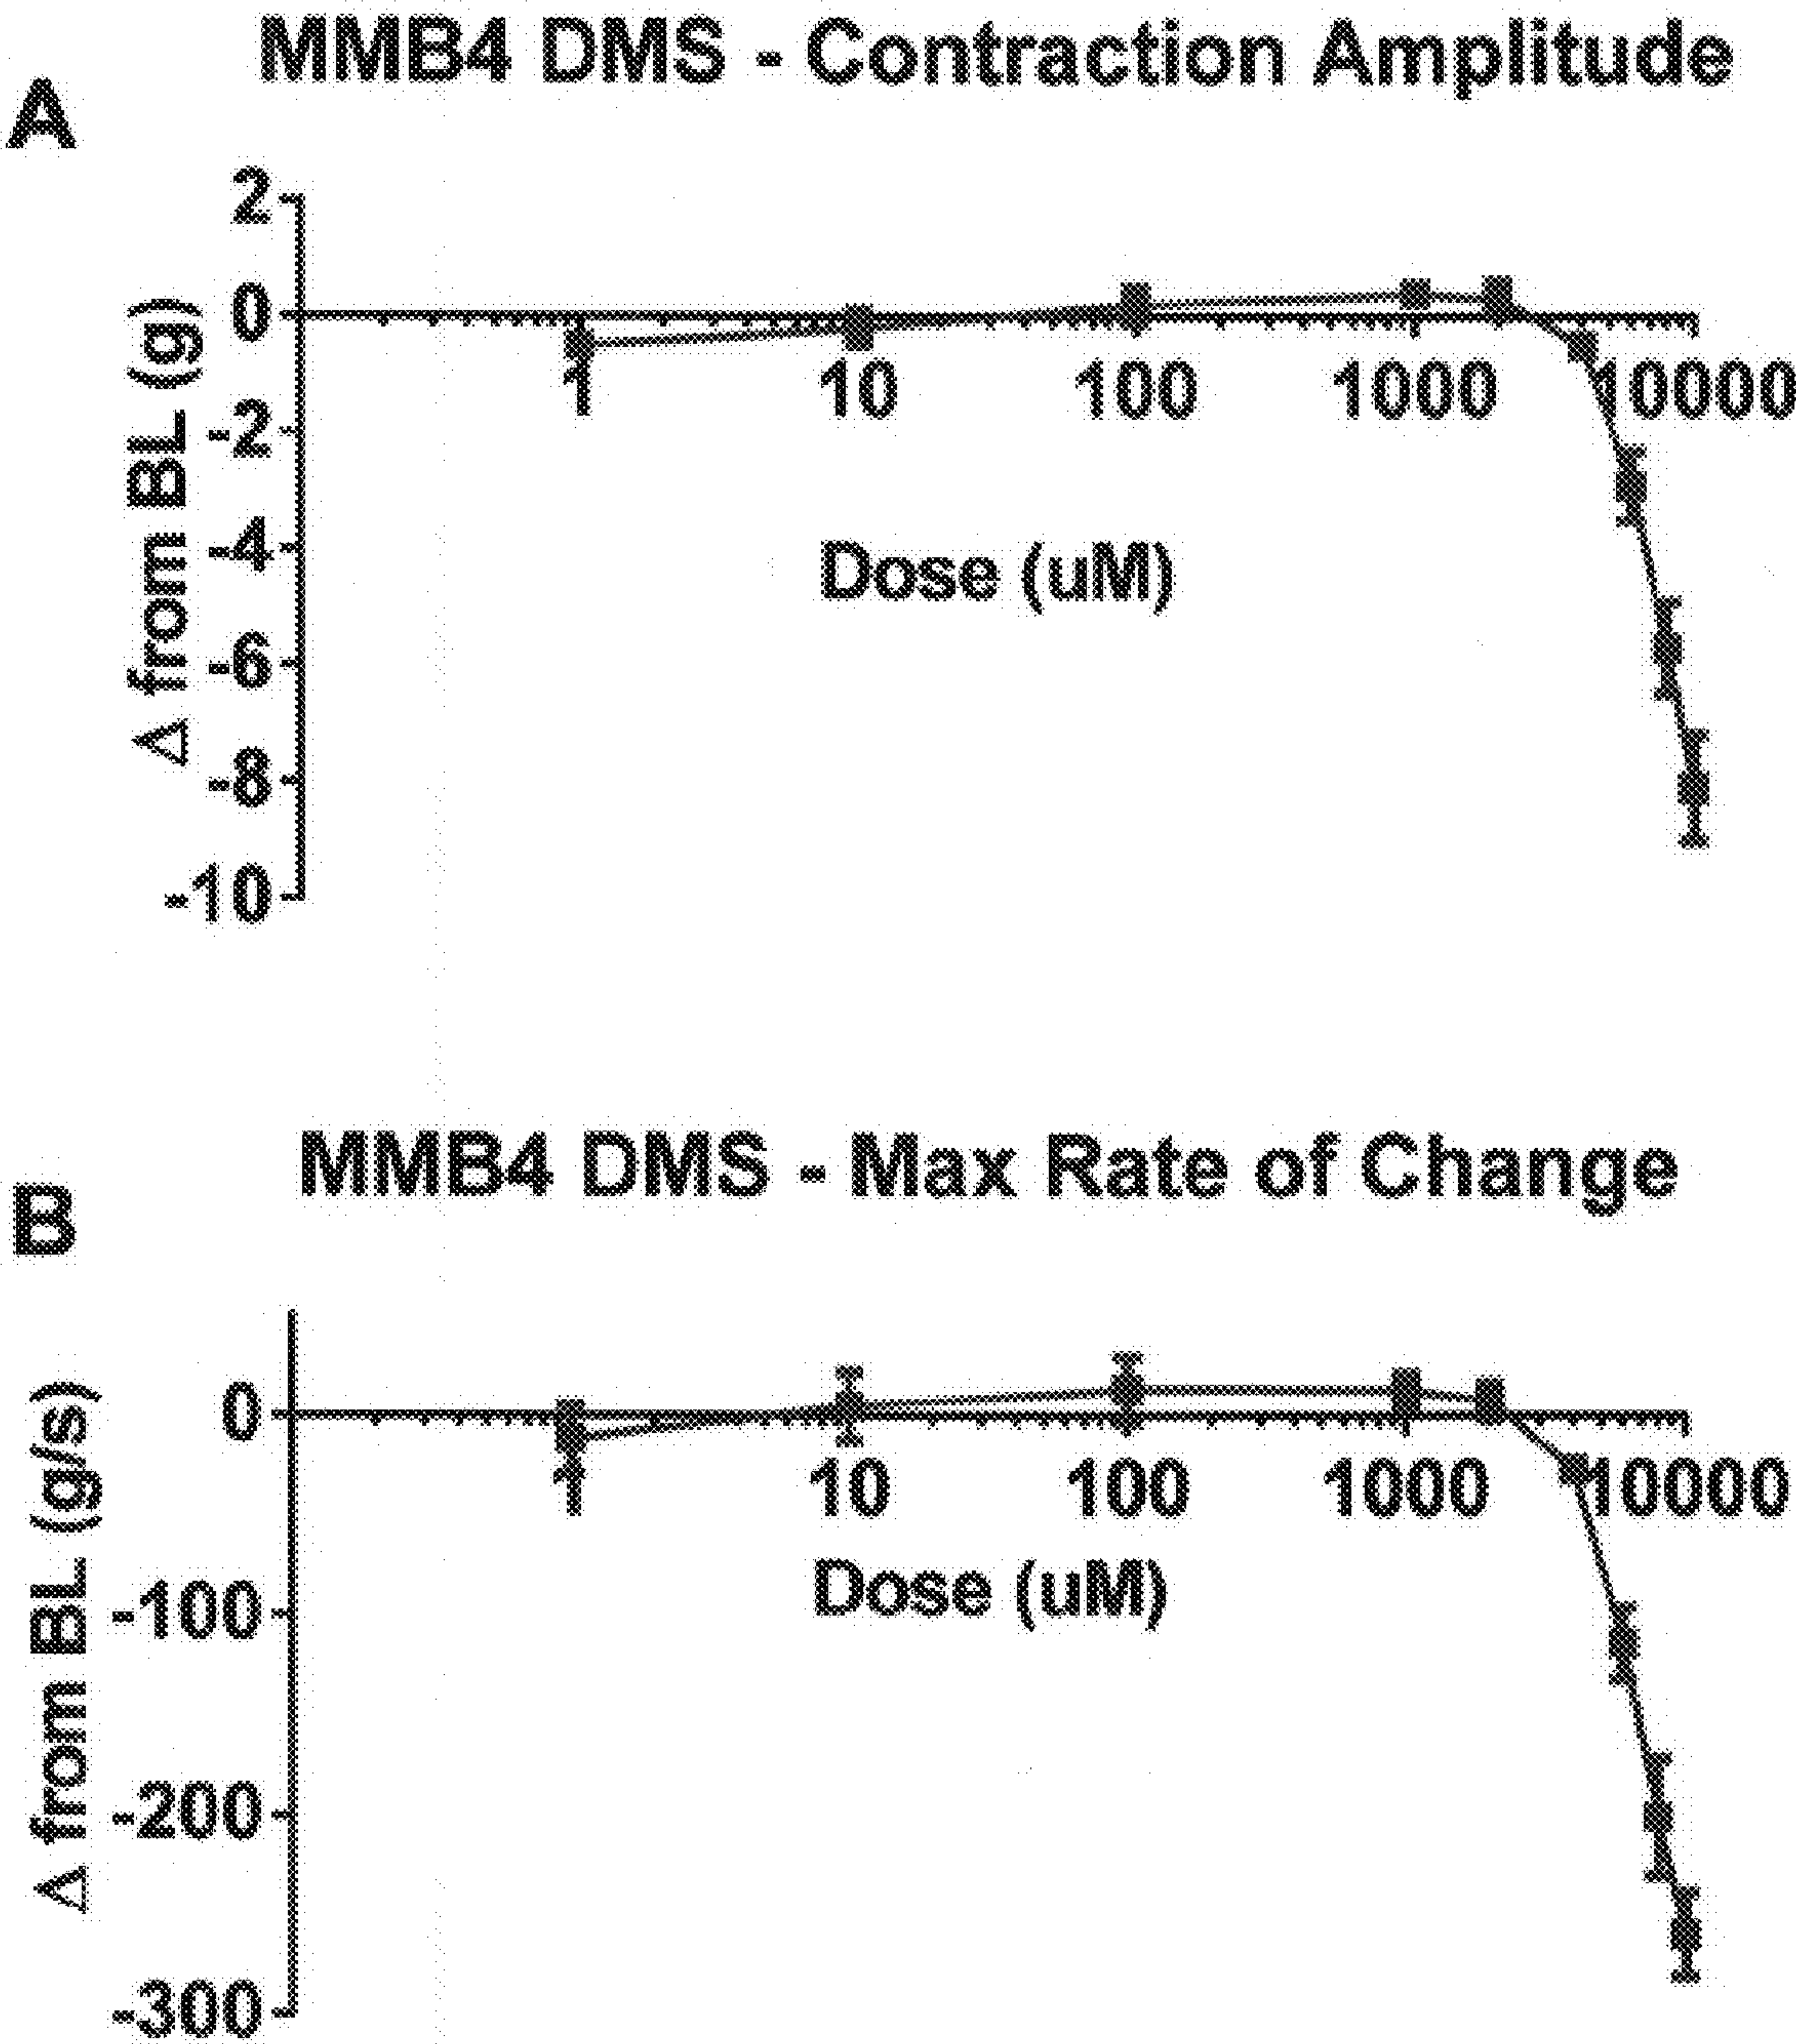 MMB4 DMS - Contraction Amplitude
A
2
0
-2
-4
-6
-8
-10
Δ from BL (g)
1 10 100 1000 10000
Dose (uM)
MMB4 DMS - Max Rate of Change
B
0
-100
-200
-300
Δ from BL (g/s)
1 10 100 1000 10000
Dose (uM)